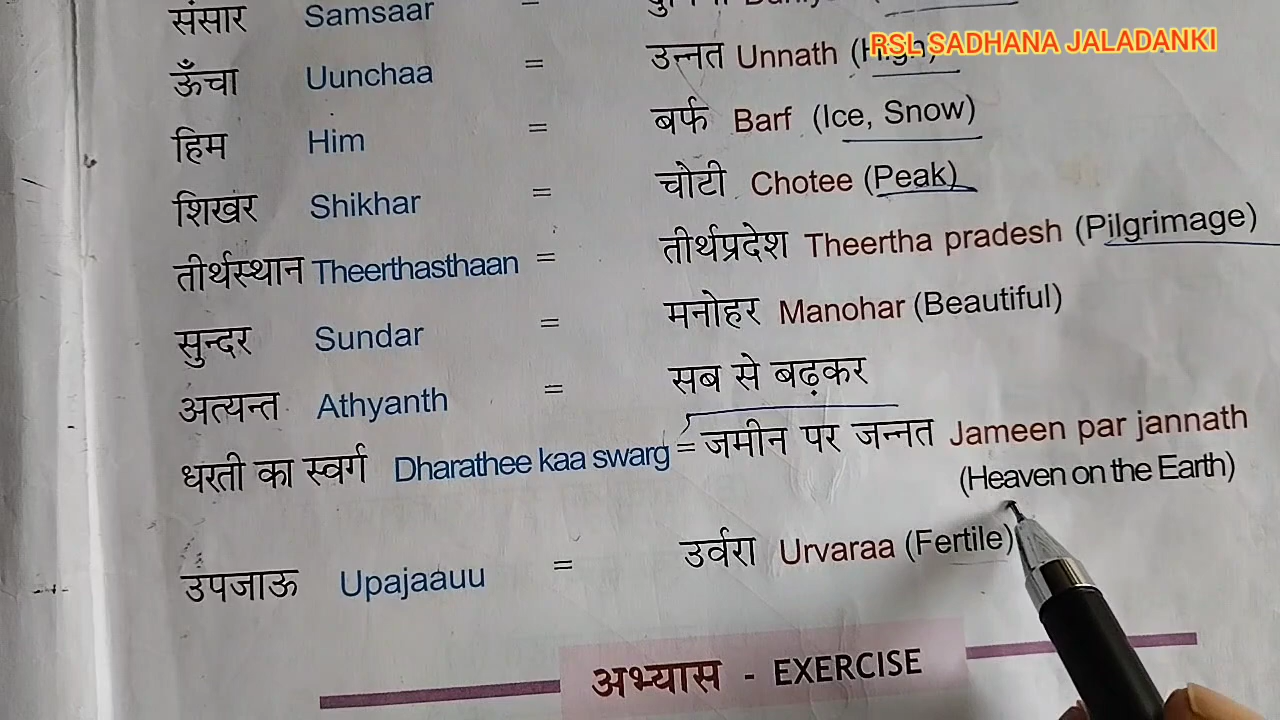 संसार Samsaar =
RSL SADHANA JALADANKI
ऊँचा Uunchaa = उन्नत Unnath (High)
हिम Him = बर्फ Barf (Ice, Snow)
शिखर Shikhar = चोटी Chotee (Peak)
तीर्थस्थान Theerthasthaan = तीर्थप्रदेश Theertha pradesh (Pilgrimage)
सुन्दर Sundar = मनोहर Manohar (Beautiful)
अत्यन्त Athyanth = सब से बढ़कर
धरती का स्वर्ग Dharathee kaa swarg = जमीन पर जन्नत Jameen par jannath
(Heaven on the Earth)
उपजाऊ Upajaauu = उर्वरा Urvaraa (Fertile)
अभ्यास - EXERCISE